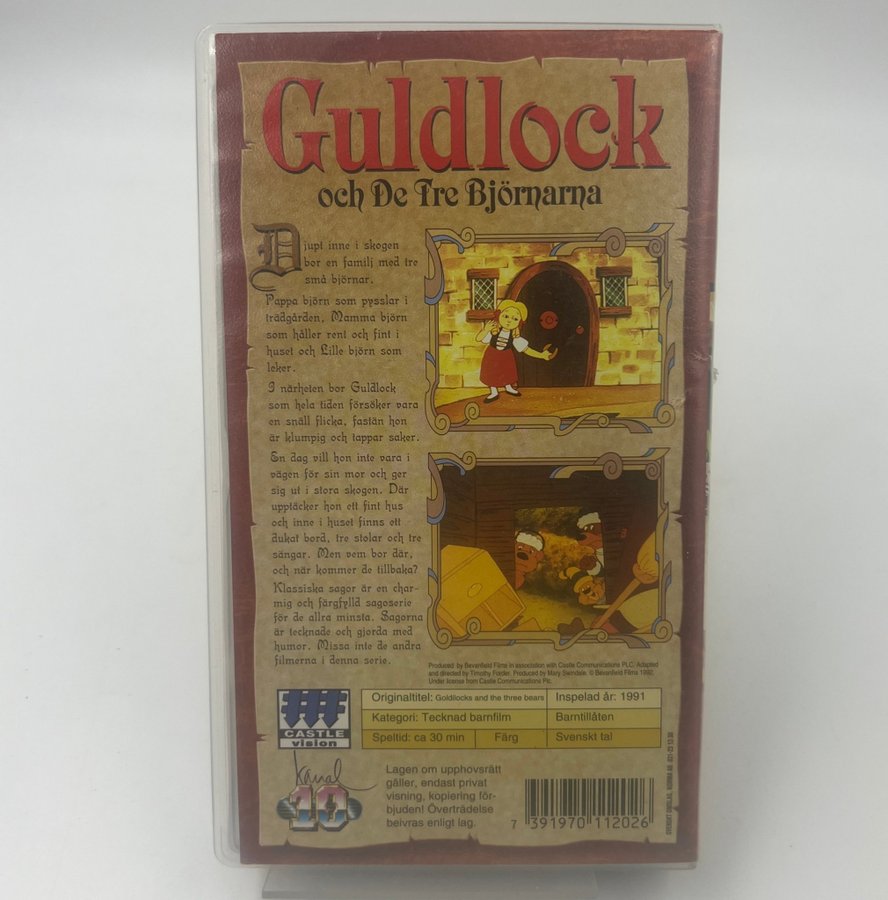 Guldlock
och De Tre Björnarna
Djupt inne i skogen
bor en familj med tre
små björnar.
Pappa björn som pysslar i
trädgården, Mamma björn
som håller rent och fint i
huset och Lille björn som
leker.
I närheten bor Guldlock
som hela tiden försöker vara
en snäll flicka, fastän hon
är klumpig och tappar saker.
En dag vill hon inte vara i
vägen för sin mor och ger
sig ut i stora skogen. Där
upptäcker hon ett fint hus
och inne i huset finns ett
dukat bord, tre stolar och tre
sängar. Men vem bor där,
och när kommer de tillbaka?
Klassiska sagor är en char-
mig och färgfylld sagoserie
för de allra minsta. Sagorna
är tecknade och gjorda med
humor. Missa inte de andra
filmerna i denna serie.
Produced by Bevanfield Films in association with Castle Communications PLC. Adapted
and directed by Timothy Forder. Produced by Mary Swindale. © Bevanfield Films 1992.
Under license from Castle Communications Plc.
CASTLE
vision
Originaltitel: Goldilocks and the three bears
Inspelad år: 1991
Kategori: Tecknad barnfilm
Barntillåten
Speltid: ca 30 min
Färg
Svenskt tal
kanal
10
Lagen om upphovsrätt
gäller, endast privat
visning, kopiering för-
bjuden! Överträdelse
beivras enligt lag.
7 391970 112026